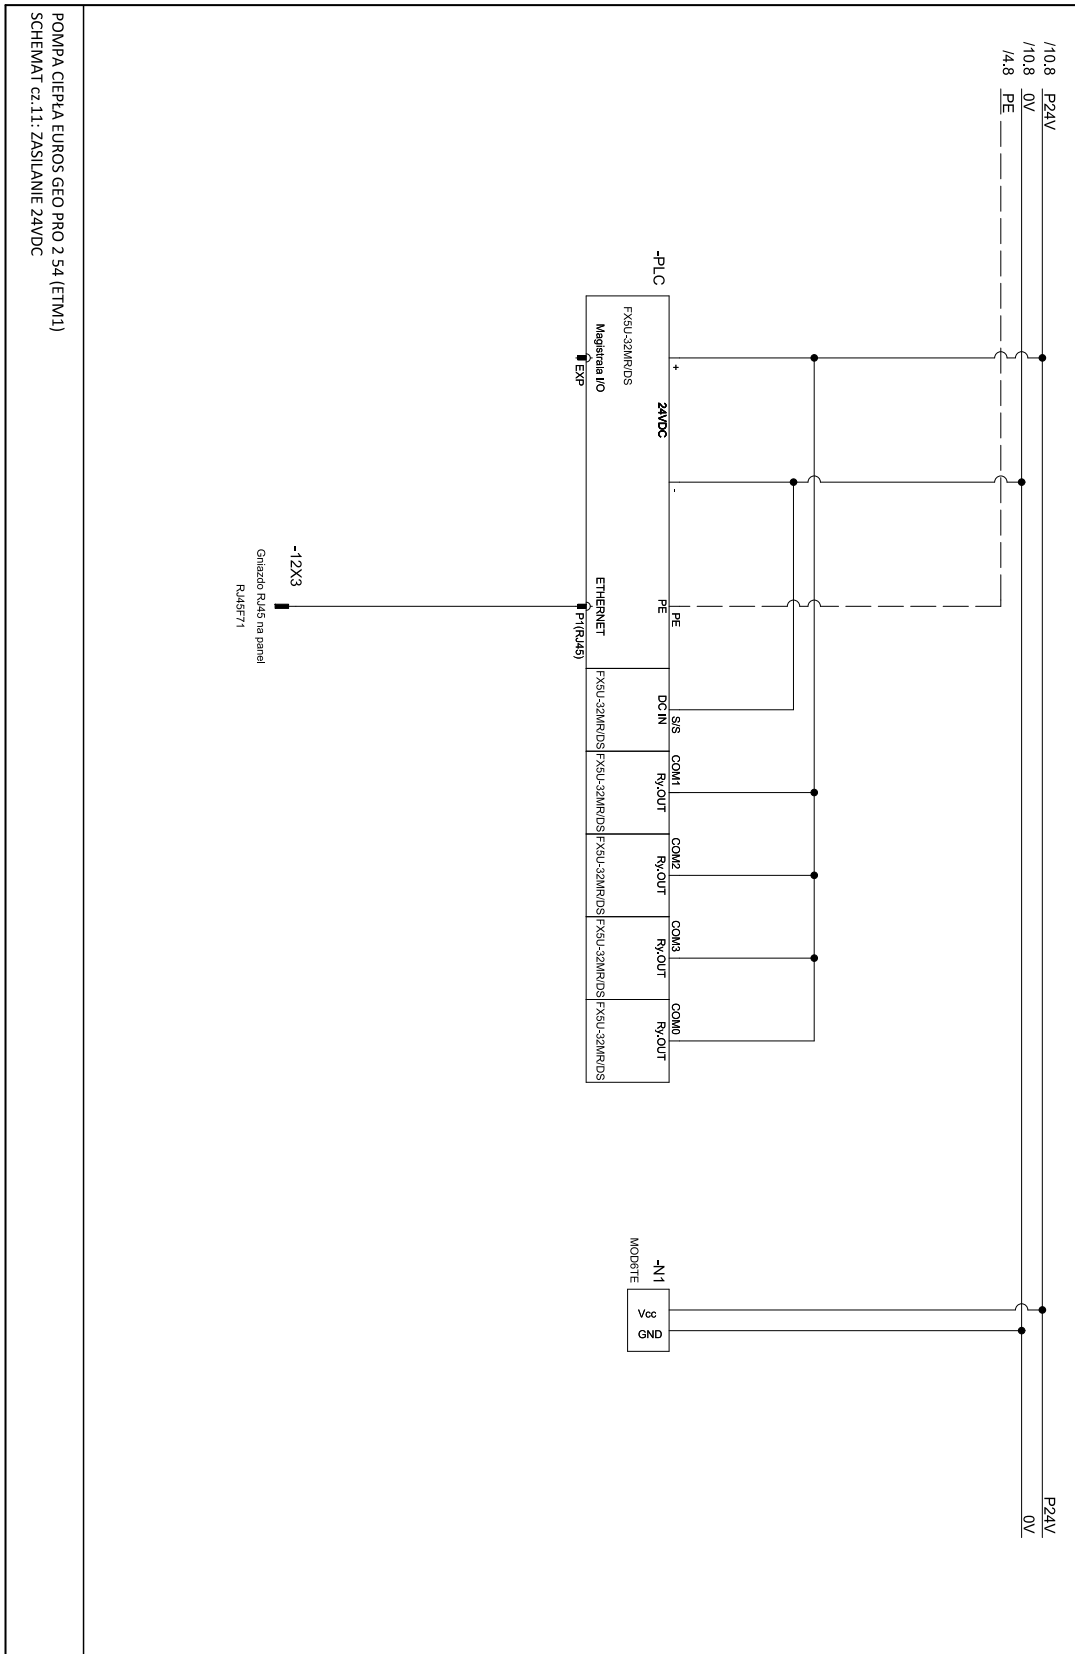 /10.8 P24V
/10.8 0V
/4.8 PE
P24V
0V
-PLC
FX5U-32MR/DS
Magistrala I/O
EXP
+
24VDC
-
PE
PE
ETHERNET
P1(RJ45)
S/S
DC IN
FX5U-32MR/DS
COM1
Ry.OUT
FX5U-32MR/DS
COM2
Ry.OUT
FX5U-32MR/DS
COM3
Ry.OUT
FX5U-32MR/DS
COM0
Ry.OUT
FX5U-32MR/DS
-12X3
Gniazdo RJ45 na panel
RJ45F71
-N1
MOD6TE
Vcc
GND
POMPA CIEPŁA EUROS GEO PRO 2 54 (ETM1)
SCHEMAT cz.11: ZASILANIE 24VDC